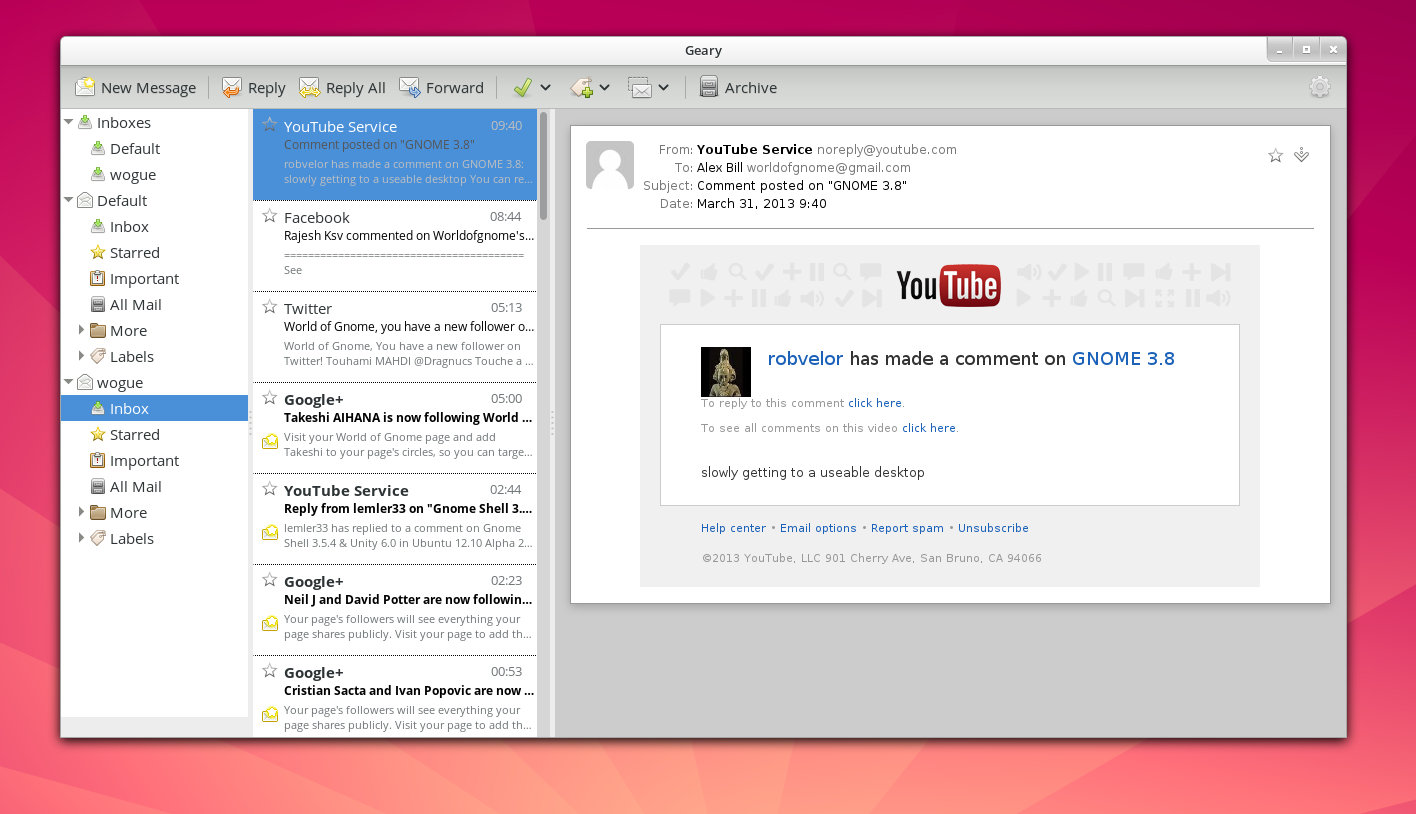 Geary
New Message
Reply
Reply All
Forward
Archive
Inboxes
Default
wogue
Default
Inbox
Starred
Important
All Mail
More
Labels
wogue
Inbox
Starred
Important
All Mail
More
Labels
YouTube Service 09:40
Comment posted on "GNOME 3.8"
robvelor has made a comment on GNOME 3.8:
slowly getting to a useable desktop You can re...
Facebook 08:44
Rajesh Ksv commented on Worldofgnome's...
========================================
See
Twitter 05:13
World of Gnome, you have a new follower o...
World of Gnome, You have a new follower on
Twitter! Touhami MAHDI @Dragnucs Touche a ...
Google+ 05:00
Takeshi AIHANA is now following World ...
Visit your World of Gnome page and add
Takeshi to your page's circles, so you can targe...
YouTube Service 02:44
Reply from lemler33 on "Gnome Shell 3....
lemler33 has replied to a comment on Gnome
Shell 3.5.4 & Unity 6.0 in Ubuntu 12.10 Alpha 2...
Google+ 02:23
Neil J and David Potter are now followin...
Your page's followers will see everything your
page shares publicly. Visit your page to add th...
Google+ 00:53
Cristian Sacta and Ivan Popovic are now ...
Your page's followers will see everything your
page shares publicly. Visit your page to add th...
From: YouTube Service noreply@youtube.com
To: Alex Bill worldofgnome@gmail.com
Subject: Comment posted on "GNOME 3.8"
Date: March 31, 2013 9:40
YouTube
robvelor has made a comment on GNOME 3.8
To reply to this comment click here.
To see all comments on this video click here.
slowly getting to a useable desktop
Help center • Email options • Report spam • Unsubscribe
©2013 YouTube, LLC 901 Cherry Ave, San Bruno, CA 94066